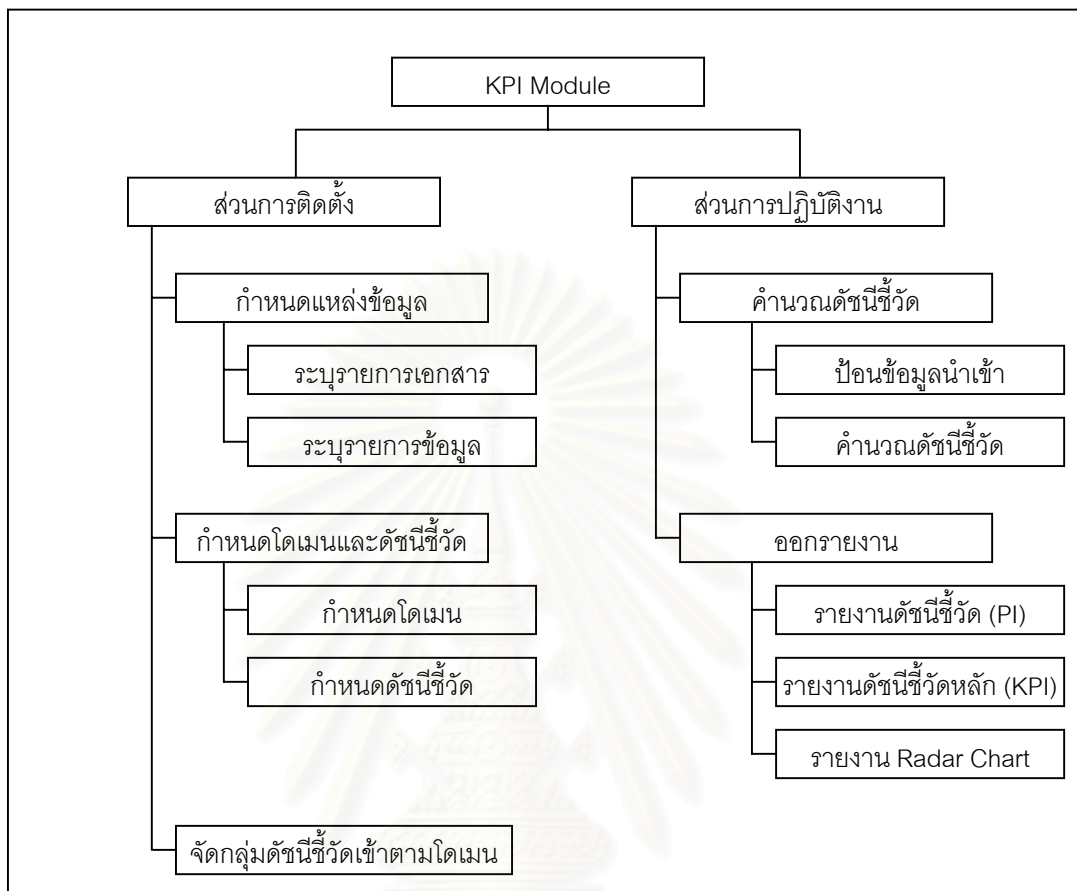 KPI Module
ส่วนการติดตั้ง
กำหนดแหล่งข้อมูล
ระบุรายการเอกสาร
ระบุรายการข้อมูล
กำหนดโดเมนและดัชนีชี้วัด
กำหนดโดเมน
กำหนดดัชนีชี้วัด
จัดกลุ่มดัชนีชี้วัดเข้าตามโดเมน
ส่วนการปฏิบัติงาน
คำนวณดัชนีชี้วัด
ป้อนข้อมูลนำเข้า
คำนวณดัชนีชี้วัด
ออกรายงาน
รายงานดัชนีชี้วัด (PI)
รายงานดัชนีชี้วัดหลัก (KPI)
รายงาน Radar Chart